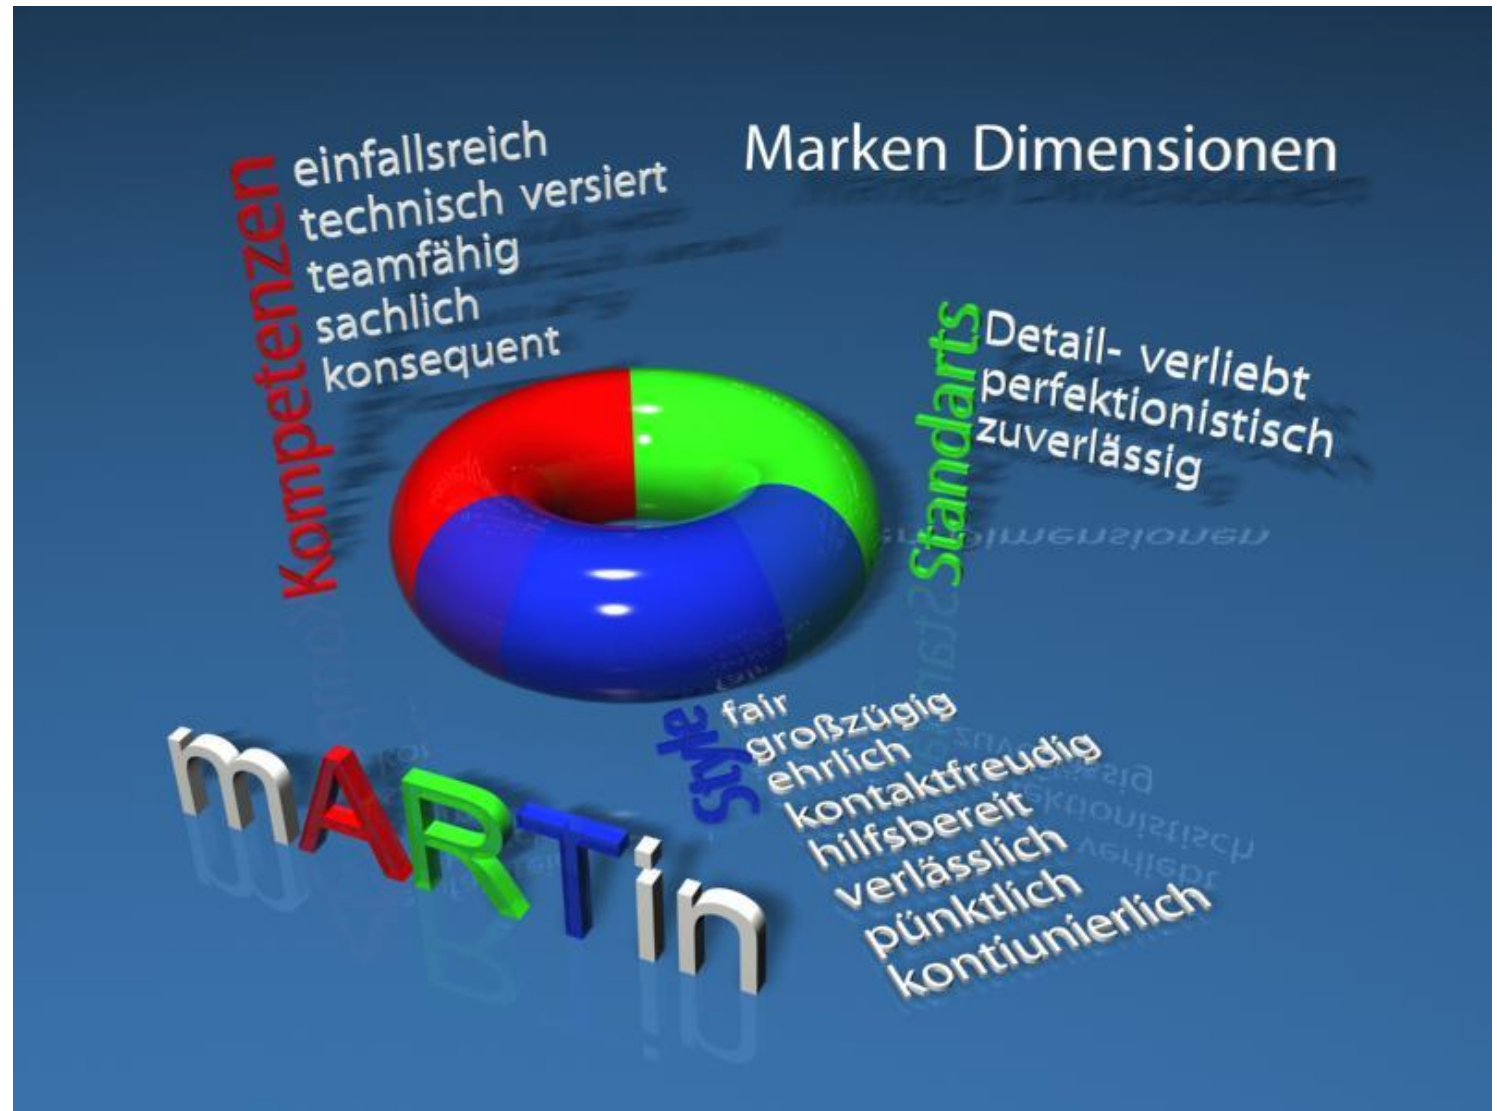 Marken Dimensionen
Kompetenzen
einfallsreich
technisch versiert
teamfähig
sachlich
konsequent
Standarts
Detail- verliebt
perfektionistisch
zuverlässig
Style
fair
großzügig
ehrlich
kontaktfreudig
hilfsbereit
verlässlich
pünktlich
kontiunierlich
mARTin